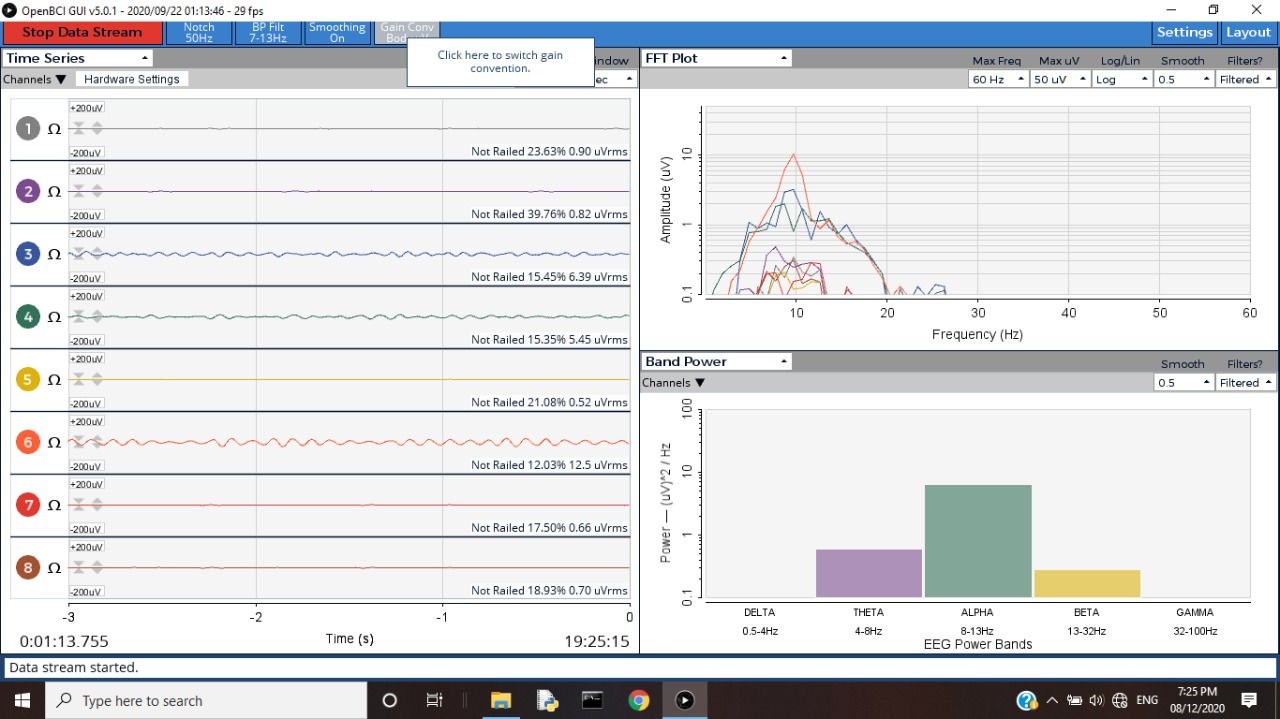 OpenBCI GUI v5.0.1 - 2020/09/22 01:13:46 - 29 fps
Stop Data Stream
Notch
50Hz
BP Filt
7-13Hz
Smoothing
On
Gain Conv
Settings
Layout
Click here to switch gain
convention.
Time Series
Channels ▼ Hardware Settings
+200uV
1 Ω
-200uV
Not Railed 23.63% 0.90 uVrms
+200uV
2 Ω
-200uV
Not Railed 39.76% 0.82 uVrms
+200uV
3 Ω
-200uV
Not Railed 15.45% 6.39 uVrms
+200uV
4 Ω
-200uV
Not Railed 15.35% 5.45 uVrms
+200uV
5 Ω
-200uV
Not Railed 21.08% 0.52 uVrms
+200uV
6 Ω
-200uV
Not Railed 12.03% 12.5 uVrms
+200uV
7 Ω
-200uV
Not Railed 17.50% 0.66 uVrms
+200uV
8 Ω
-200uV
Not Railed 18.93% 0.70 uVrms
-3 -2 -1 0
0:01:13.755 Time (s) 19:25:15
FFT Plot
Max Freq Max uV Log/Lin Smooth Filters?
60 Hz 50 uV Log 0.5 Filtered
Amplitude (uV)
10
1
0.1
10 20 30 40 50 60
Frequency (Hz)
Band Power
Smooth Filters?
Channels ▼ 0.5 Filtered
Power — (uV)^2 / Hz
100
10
1
0.1
DELTA THETA ALPHA BETA GAMMA
0.5-4Hz 4-8Hz 8-13Hz 13-32Hz 32-100Hz
EEG Power Bands
Data stream started.
Type here to search
ENG
7:25 PM
08/12/2020